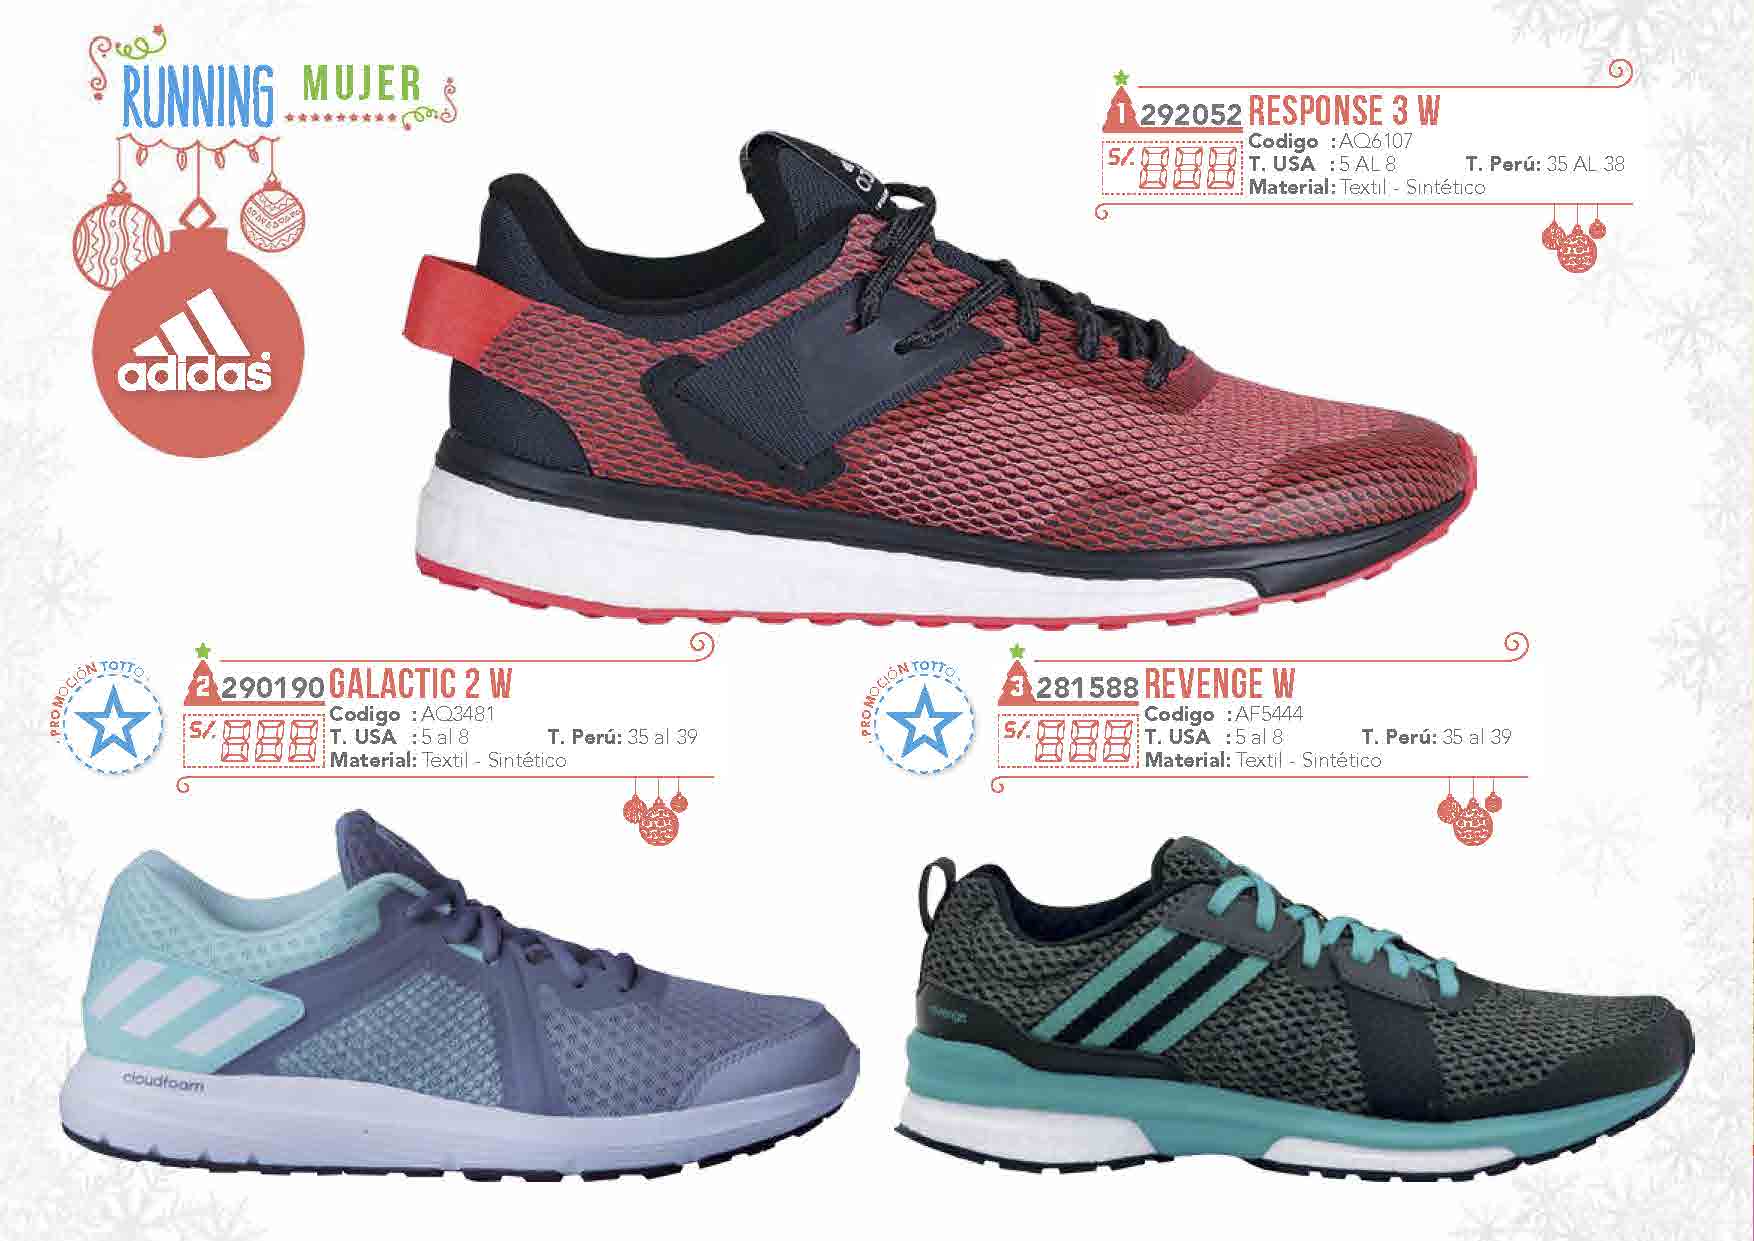 RUNNING MUJER
adidas
1 292052 RESPONSE 3 W
Codigo : AQ6107
S/. 888
T. USA : 5 AL 8 T. Perú: 35 AL 38
Material: Textil - Sintético
· PROMOCIÓN TOTTO ·
2 290190 GALACTIC 2 W
Codigo : AQ3481
S/. 888
T. USA : 5 al 8 T. Perú: 35 al 39
Material: Textil - Sintético
· PROMOCIÓN TOTTO ·
3 281588 REVENGE W
Codigo : AF5444
S/. 888
T. USA : 5 al 8 T. Perú: 35 al 39
Material: Textil - Sintético
cloudfoam
revenge